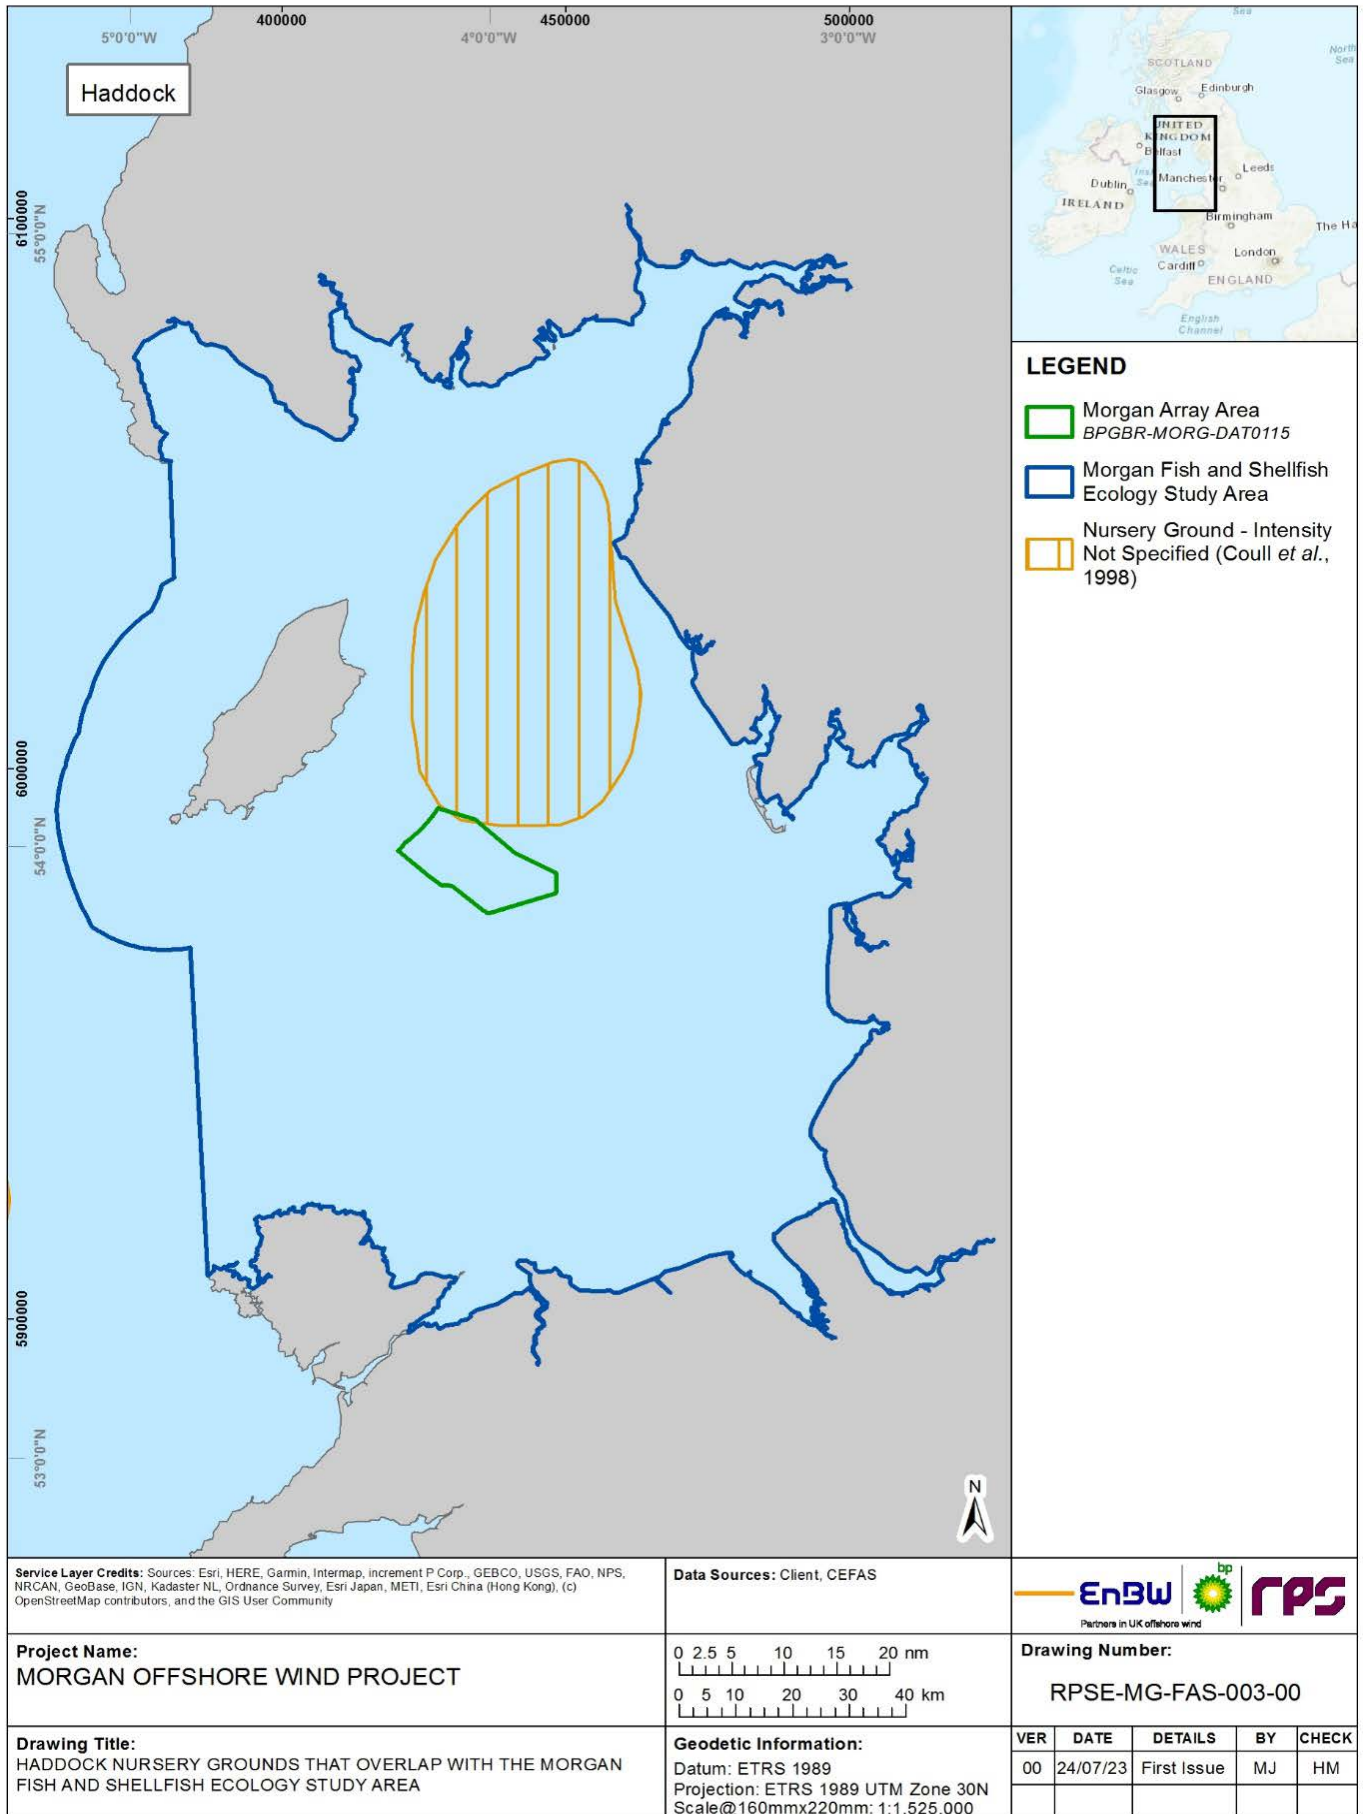 400000
450000
500000
5°0'0"W
4°0'0"W
3°0'0"W
Haddock
6100000
55°0'0"N
6000000
54°0'0"N
5900000
53°0'0"N
N
Sea
North
Sea
SCOTLAND
Glasgow
Edinburgh
UNITED
KINGDOM
Belfast
Leeds
Dublin
Manchester
IRELAND
Birmingham
The Ha
WALES
London
Cardiff
Celtic
Sea
ENGLAND
English
Channel
LEGEND
Morgan Array Area
BPGBR-MORG-DAT0115
Morgan Fish and Shellfish
Ecology Study Area
Nursery Ground - Intensity
Not Specified (Coull et al.,
1998)
Service Layer Credits: Sources: Esri, HERE, Garmin, Intermap, increment P Corp., GEBCO, USGS, FAO, NPS,
NRCAN, GeoBase, IGN, Kadaster NL, Ordnance Survey, Esri Japan, METI, Esri China (Hong Kong), (c)
OpenStreetMap contributors, and the GIS User Community
Data Sources: Client, CEFAS
EnBW
bp
rps
Partners in UK offshore wind
Project Name:
MORGAN OFFSHORE WIND PROJECT
0 2.5 5 10 15 20 nm
0 5 10 20 30 40 km
Drawing Number:
RPSE-MG-FAS-003-00
Drawing Title:
HADDOCK NURSERY GROUNDS THAT OVERLAP WITH THE MORGAN
FISH AND SHELLFISH ECOLOGY STUDY AREA
Geodetic Information:
Datum: ETRS 1989
Projection: ETRS 1989 UTM Zone 30N
Scale@160mmx220mm: 1:1,525,000
VER DATE DETAILS BY CHECK
00 24/07/23 First Issue MJ HM